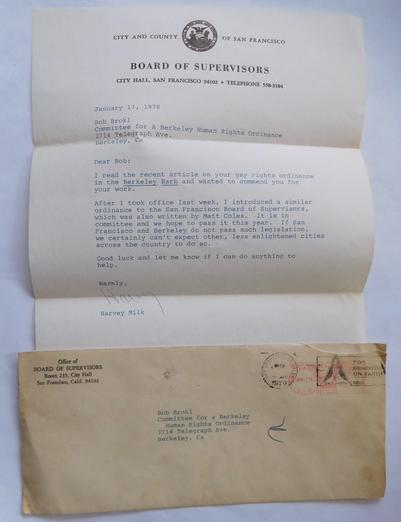 CITY AND COUNTY OF SAN FRANCISCO
BOARD OF SUPERVISORS
CITY HALL, SAN FRANCISCO 94102 • TELEPHONE 558-3184
January 17, 1978
Bob Brokl
Committee for A Berkeley Human Rights Ordinance
2714 Telegraph Ave.
Berkeley, Ca
Dear Bob:
I read the recent article on your gay rights ordinance
in the Berkeley Barb and wanted to commend you for
your work.
After I took office last week, I introduced a similar
ordinance to the San Francisco Board of Supervisors,
which was also written by Matt Coles. It is in
committee and we hope to pass it this year. If San
Francisco and Berkeley do not pass such legislation,
we certainly can't expect other, less enlightened cities
across the country to do so.
Good luck and let me know if I can do anything to
help.
Warmly,
Harvey
Harvey Milk
Office of
BOARD OF SUPERVISORS
Room 235, City Hall
San Francisco, Calif. 94102
FOR
ON EARTH
Bob Brokl
Committee for a Berkeley
Human Rights Ordinance
2714 Telegraph Ave.
Berkeley, Ca